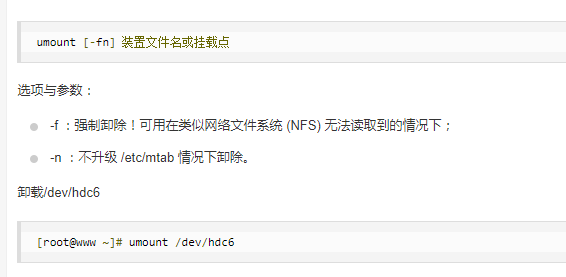 umount [-fn] 装置文件名或挂载点
选项与参数：
-f ：强制卸除！可用在类似网络文件系统 (NFS) 无法读取到的情况下；
-n ：不升级 /etc/mtab 情况下卸除。
卸载/dev/hdc6
[root@www ~]# umount /dev/hdc6